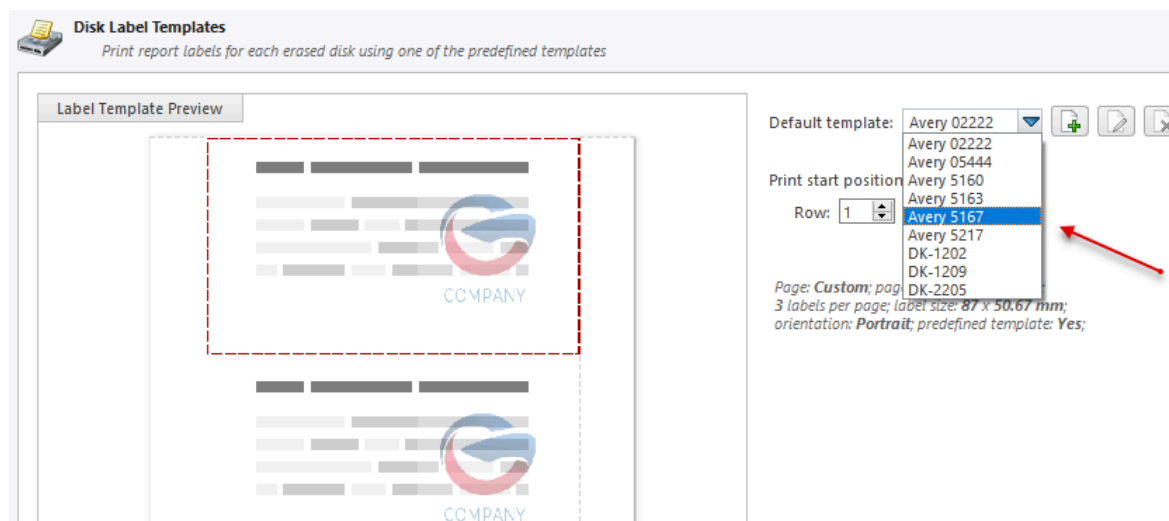 Disk Label Templates
Print report labels for each erased disk using one of the predefined templates
Label Template Preview
Default template: Avery 02222
Avery 02222
Avery 05444
Print start position Avery 5160
Avery 5163
Row: 1 Avery 5167
Avery 5217
DK-1202
DK-1209
DK-2205
Page: Custom; pag
3 labels per page; label size: 87 x 50.67 mm;
orientation: Portrait; predefined template: Yes;
COMPANY
COMPANY